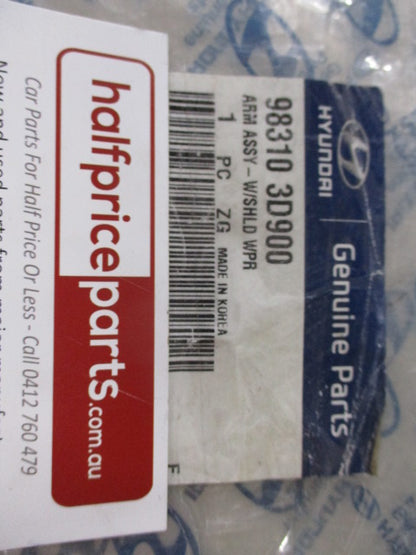 HYUNDAI
Genuine Parts
98310 3D900
ARM ASSY - W/SHLD WPR
1 PC ZG MADE IN KOREA
F
halfpriceparts.com.au
Car Parts For Half Price Or Less - Call 0412 760 479